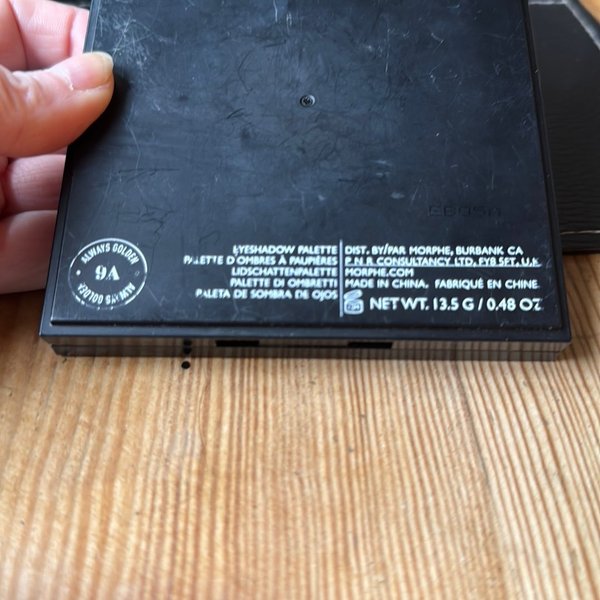 ALWAYS GOLDEN
9A
ALWAYS GOLDEN
EYESHADOW PALETTE
PALETTE D'OMBRES À PAUPIÈRES
LIDSCHATTENPALETTE
PALETTE DI OMBRETTI
PALETA DE SOMBRA DE OJOS
DIST. BY/PAR MORPHE, BURBANK CA
P.N.R. CONSULTANCY LTD, FY8 5FT, U.K.
MORPHE.COM
MADE IN CHINA. FABRIQUÉ EN CHINE.
NET WT. 13.5 G / 0.48 OZ.